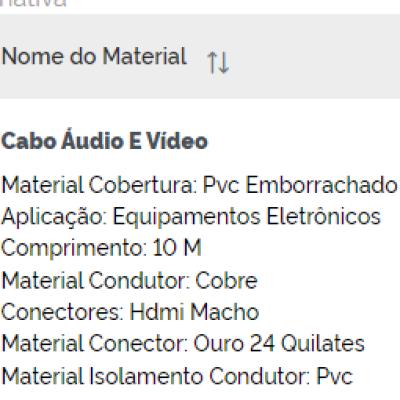 Nome do Material
Cabo Áudio E Vídeo
Material Cobertura: Pvc Emborrachado
Aplicação: Equipamentos Eletrônicos
Comprimento: 10 M
Material Condutor: Cobre
Conectores: Hdmi Macho
Material Conector: Ouro 24 Quilates
Material Isolamento Condutor: Pvc